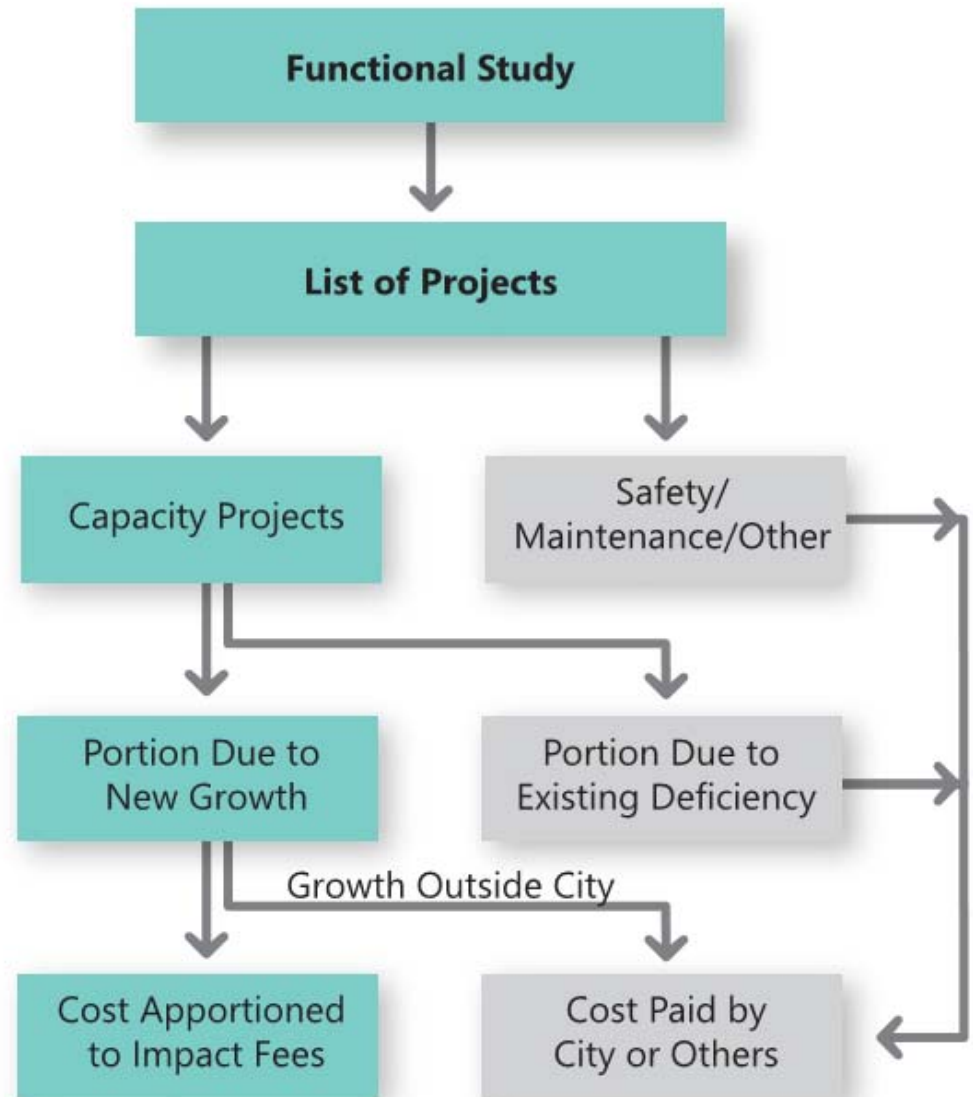 Functional Study
List of Projects
Capacity Projects
Safety/
Maintenance/Other
Portion Due to
New Growth
Portion Due to
Existing Deficiency
Growth Outside City
Cost Apportioned
to Impact Fees
Cost Paid by
City or Others